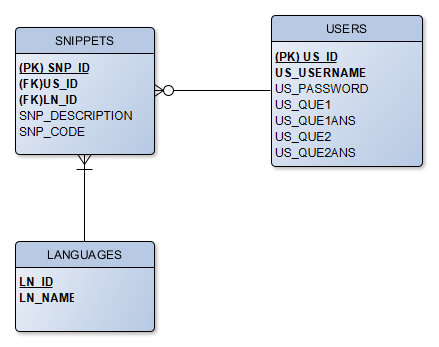 SNIPPETS
(PK) SNP_ID
(FK)US_ID
(FK)LN_ID
SNP_DESCRIPTION
SNP_CODE
USERS
(PK) US_ID
US_USERNAME
US_PASSWORD
US_QUE1
US_QUE1ANS
US_QUE2
US_QUE2ANS
LANGUAGES
LN_ID
LN_NAME